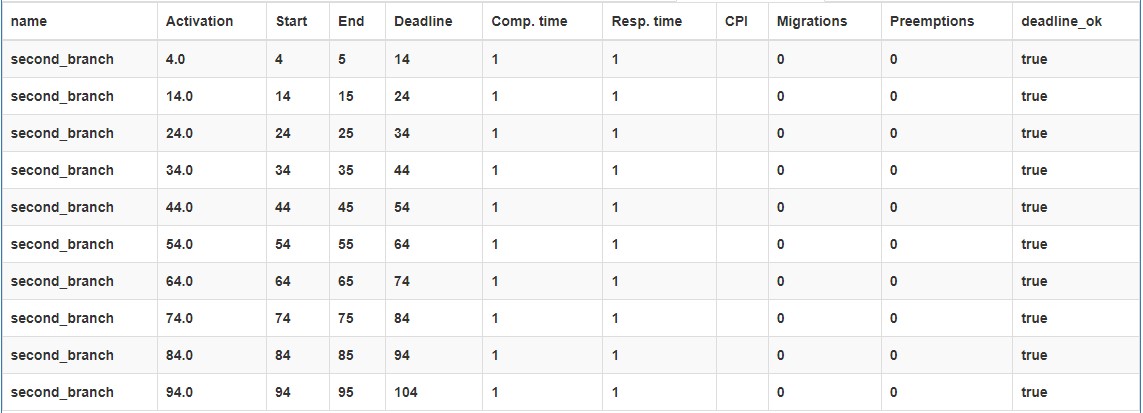 name Activation Start End Deadline Comp. time Resp. time CPI Migrations Preemptions deadline_ok
second_branch 4.0 4 5 14 1 1 0 0 true
second_branch 14.0 14 15 24 1 1 0 0 true
second_branch 24.0 24 25 34 1 1 0 0 true
second_branch 34.0 34 35 44 1 1 0 0 true
second_branch 44.0 44 45 54 1 1 0 0 true
second_branch 54.0 54 55 64 1 1 0 0 true
second_branch 64.0 64 65 74 1 1 0 0 true
second_branch 74.0 74 75 84 1 1 0 0 true
second_branch 84.0 84 85 94 1 1 0 0 true
second_branch 94.0 94 95 104 1 1 0 0 true